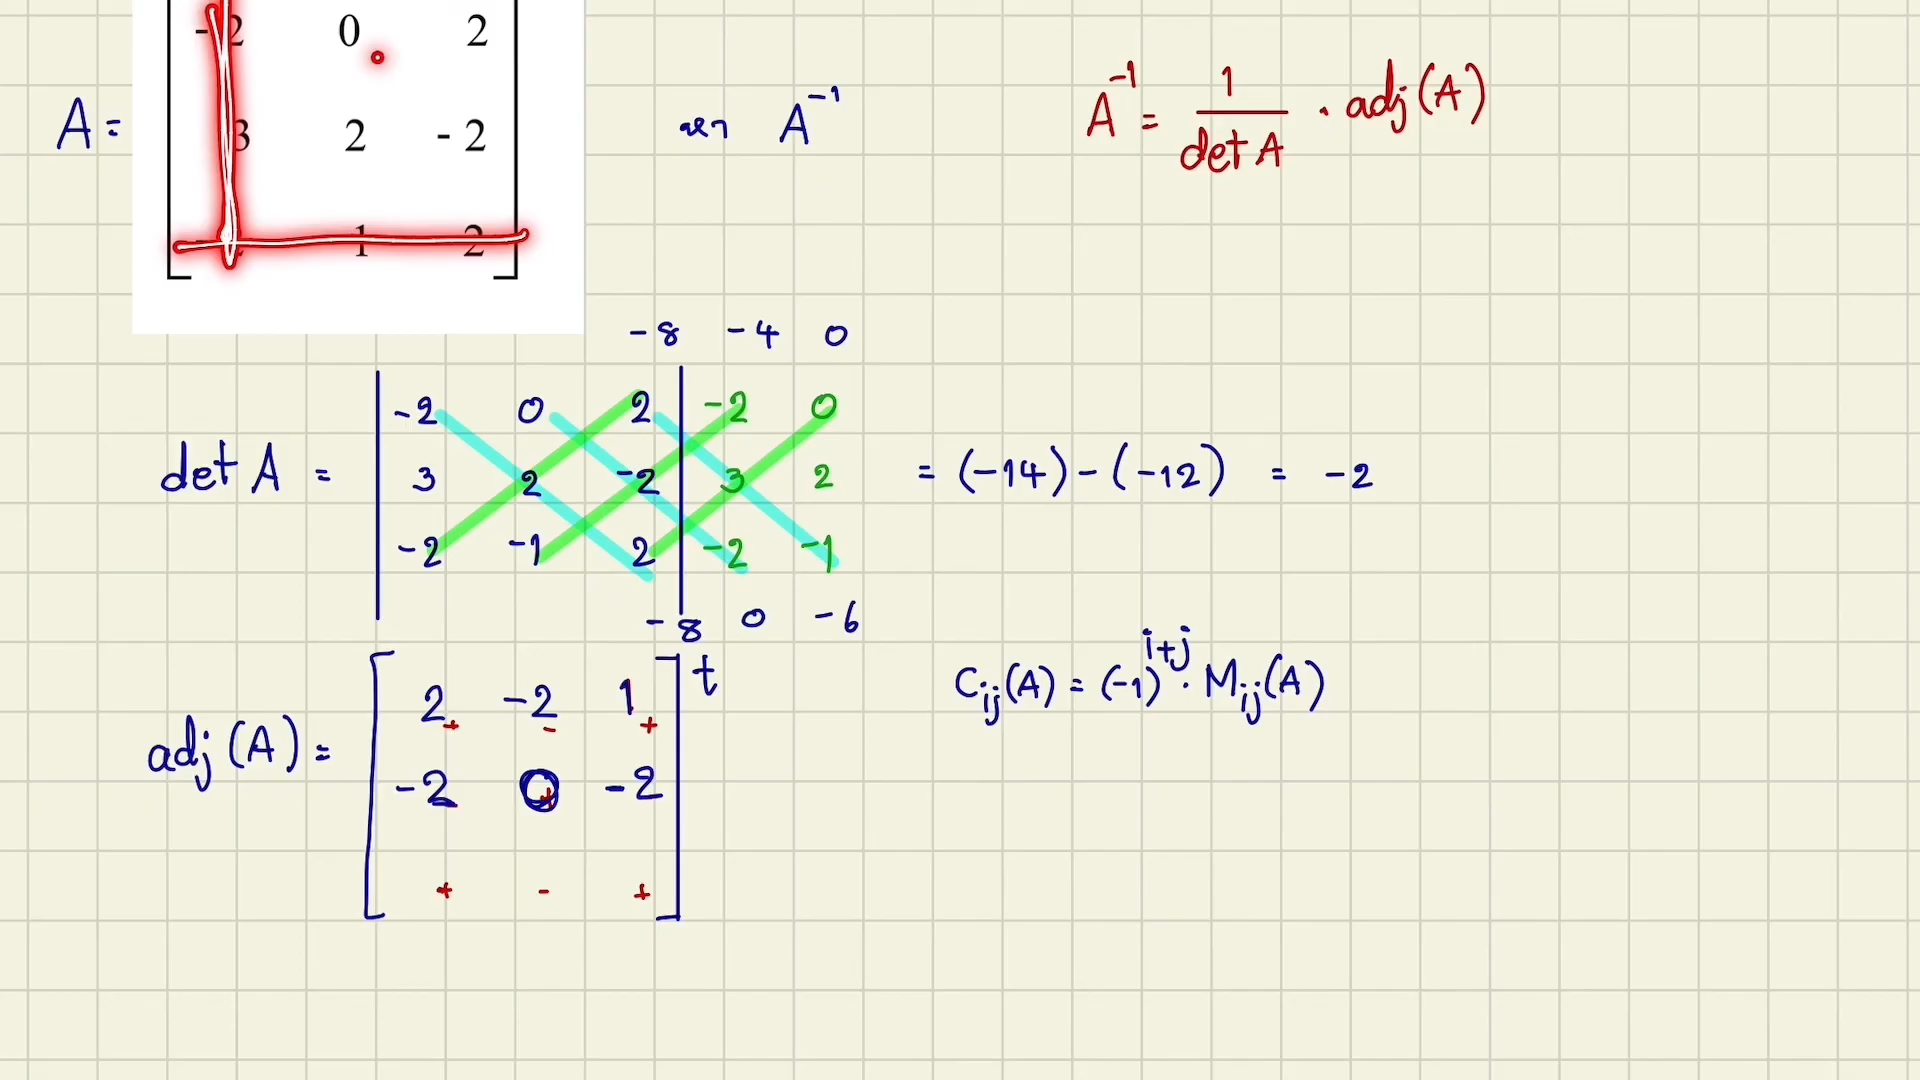 -2 0 2
A = 3 2 -2 หา A⁻¹ A⁻¹ = 1/det A · adj(A)
1 2
-8 -4 0
-2 0 2 -2 0
det A = 3 2 -2 3 2 = (-14) - (-12) = -2
-2 -1 2 -2 -1
-8 0 -6
2 -2 1 t
+ - +
Cᵢⱼ(A) = (-1)ⁱ⁺ʲ · Mᵢⱼ(A)
adj(A) = -2 0 -2
+
+ - +